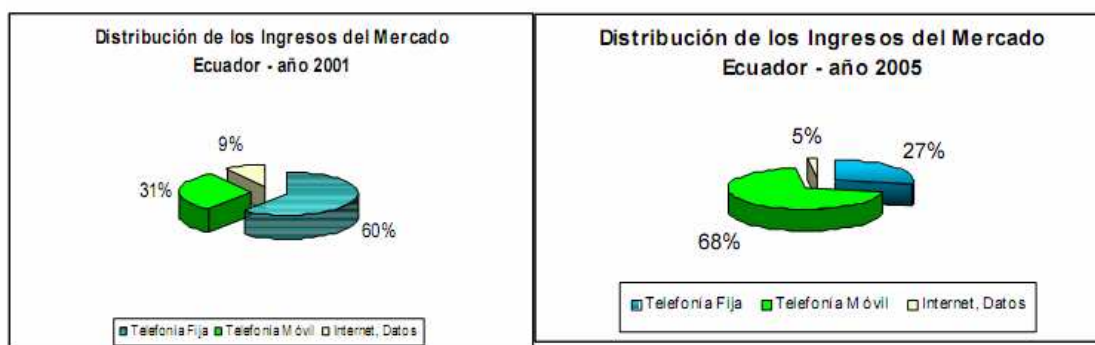 Distribución de los Ingresos del Mercado
Ecuador - año 2001
9%
31%
60%
Telefonía Fija Telefonía Móvil Internet, Datos
Distribución de los Ingresos del Mercado
Ecuador - año 2005
5%
27%
68%
Telefonía Fija Telefonía Móvil Internet, Datos